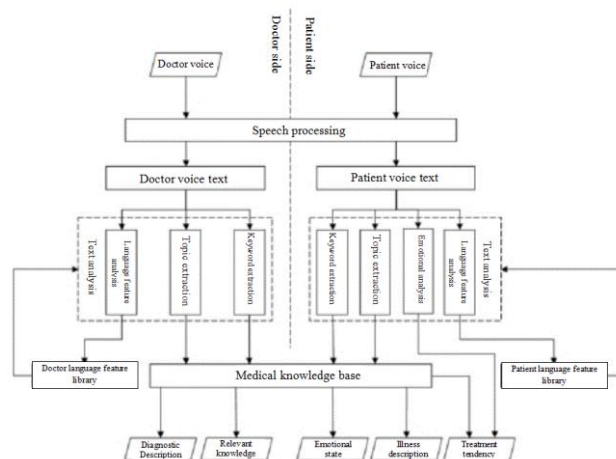 Doctor side
Patient side
Doctor voice
Patient voice
Speech processing
Doctor voice text
Patient voice text
Text analysis
Language feature
analysis
Topic extraction
Keyword extraction
Keyword extraction
Topic extraction
Emotional analysis
Language feature
analysis
Text analysis
Doctor language feature
library
Medical knowledge base
Patient language feature
library
Diagnostic
Description
Relevant
knowledge
Emotional
state
Illness
description
Treatment
tendency